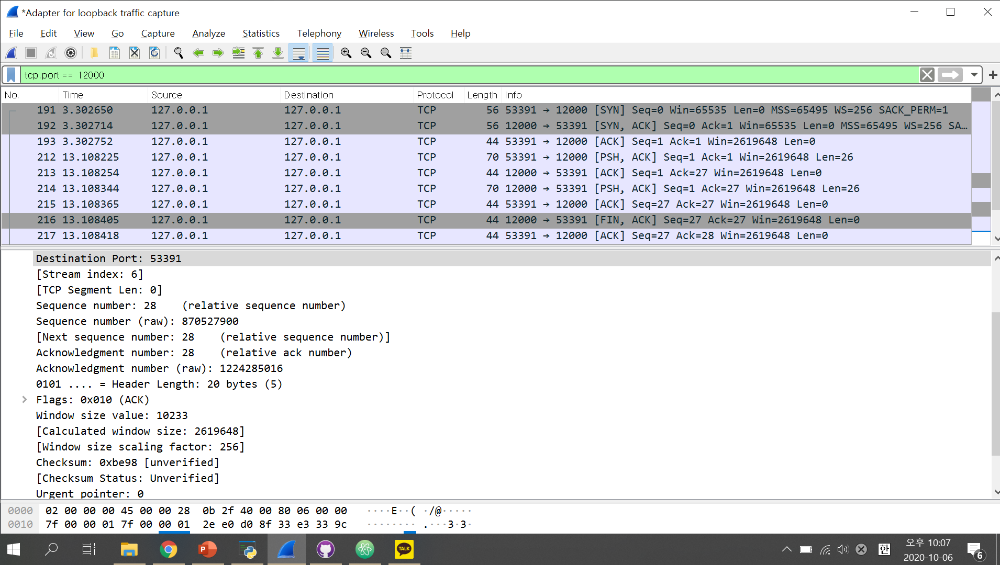 *Adapter for loopback traffic capture
File Edit View Go Capture Analyze Statistics Telephony Wireless Tools Help
tcp.port == 12000
No. Time Source Destination Protocol Length Info
191 3.302650 127.0.0.1 127.0.0.1 TCP 56 53391 → 12000 [SYN] Seq=0 Win=65535 Len=0 MSS=65495 WS=256 SACK_PERM=1
192 3.302714 127.0.0.1 127.0.0.1 TCP 56 12000 → 53391 [SYN, ACK] Seq=0 Ack=1 Win=65535 Len=0 MSS=65495 WS=256 SA…
193 3.302752 127.0.0.1 127.0.0.1 TCP 44 53391 → 12000 [ACK] Seq=1 Ack=1 Win=2619648 Len=0
212 13.108225 127.0.0.1 127.0.0.1 TCP 70 53391 → 12000 [PSH, ACK] Seq=1 Ack=1 Win=2619648 Len=26
213 13.108254 127.0.0.1 127.0.0.1 TCP 44 12000 → 53391 [ACK] Seq=1 Ack=27 Win=2619648 Len=0
214 13.108344 127.0.0.1 127.0.0.1 TCP 70 12000 → 53391 [PSH, ACK] Seq=1 Ack=27 Win=2619648 Len=26
215 13.108365 127.0.0.1 127.0.0.1 TCP 44 53391 → 12000 [ACK] Seq=27 Ack=27 Win=2619648 Len=0
216 13.108405 127.0.0.1 127.0.0.1 TCP 44 12000 → 53391 [FIN, ACK] Seq=27 Ack=27 Win=2619648 Len=0
217 13.108418 127.0.0.1 127.0.0.1 TCP 44 53391 → 12000 [ACK] Seq=27 Ack=28 Win=2619648 Len=0
Destination Port: 53391
[Stream index: 6]
[TCP Segment Len: 0]
Sequence number: 28 (relative sequence number)
Sequence number (raw): 870527900
[Next sequence number: 28 (relative sequence number)]
Acknowledgment number: 28 (relative ack number)
Acknowledgment number (raw): 1224285016
0101 .... = Header Length: 20 bytes (5)
Flags: 0x010 (ACK)
Window size value: 10233
[Calculated window size: 2619648]
[Window size scaling factor: 256]
Checksum: 0xbe98 [unverified]
[Checksum Status: Unverified]
Urgent pointer: 0
0000 02 00 00 00 45 00 00 28 0b 2f 40 00 80 06 00 00 ····E··( ·/@·····
0010 7f 00 00 01 7f 00 00 01 2e e0 d0 8f 33 e3 33 9c ········ .···3·3·
P
TALK
한
오후 10:07
2020-10-06
6